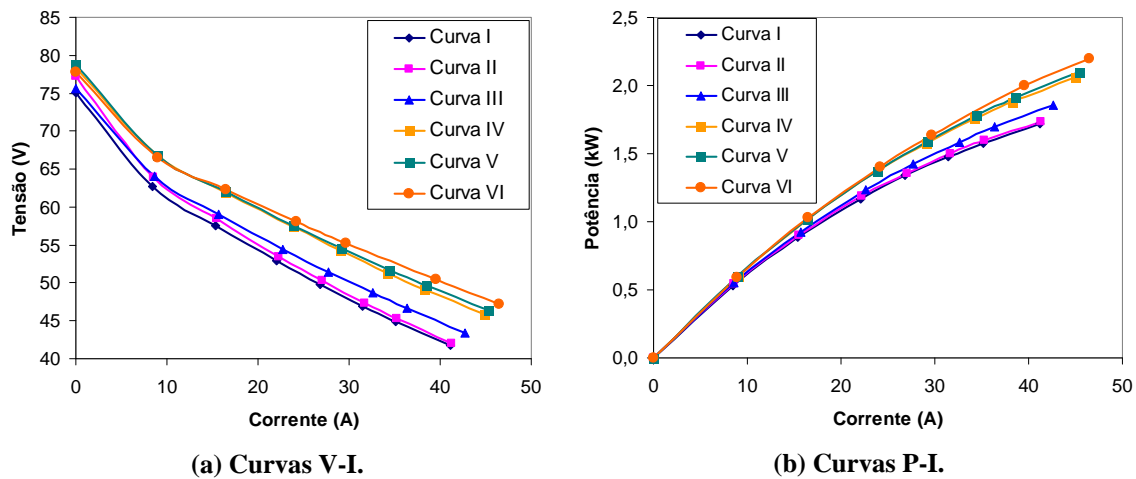 85
80
75
70
65
60
55
50
45
40
0
10
20
30
40
50
Tensão (V)
Corrente (A)
Curva I
Curva II
Curva III
Curva IV
Curva V
Curva VI
(a) Curvas V-I.
2,5
2,0
1,5
1,0
0,5
0,0
0
10
20
30
40
50
Potência (kW)
Corrente (A)
Curva I
Curva II
Curva III
Curva IV
Curva V
Curva VI
(b) Curvas P-I.